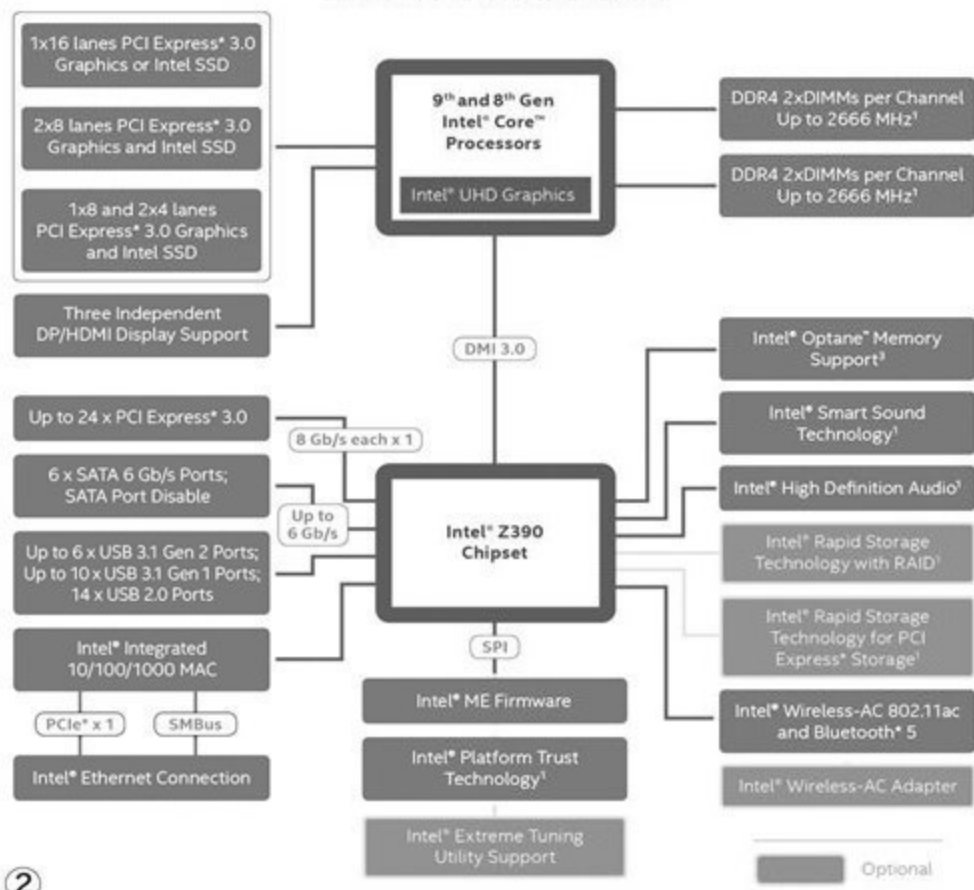 1x16 lanes PCI Express* 3.0
Graphics or Intel SSD
2x8 lanes PCI Express* 3.0
Graphics and Intel SSD
1x8 and 2x4 lanes
PCI Express* 3.0 Graphics
and Intel SSD
Three Independent
DP/HDMI Display Support
9th and 8th Gen
Intel® Core™
Processors
Intel® UHD Graphics
DDR4 2xDIMMs per Channel
Up to 2666 MHz¹
DDR4 2xDIMMs per Channel
Up to 2666 MHz¹
DMI 3.0
Up to 24 x PCI Express* 3.0
8 Gb/s each x 1
6 x SATA 6 Gb/s Ports;
SATA Port Disable
Up to
6 Gb/s
Up to 6 x USB 3.1 Gen 2 Ports;
Up to 10 x USB 3.1 Gen 1 Ports;
14 x USB 2.0 Ports
Intel® Integrated
10/100/1000 MAC
PCIe* x 1
SMBus
Intel® Ethernet Connection
Intel® Z390
Chipset
SPI
Intel® ME Firmware
Intel® Platform Trust
Technology¹
Intel® Extreme Tuning
Utility Support
Intel® Optane™ Memory
Support³
Intel® Smart Sound
Technology¹
Intel® High Definition Audio¹
Intel® Rapid Storage
Technology with RAID¹
Intel® Rapid Storage
Technology for PCI
Express* Storage¹
Intel® Wireless-AC 802.11ac
and Bluetooth* 5
Intel® Wireless-AC Adapter
Optional
②